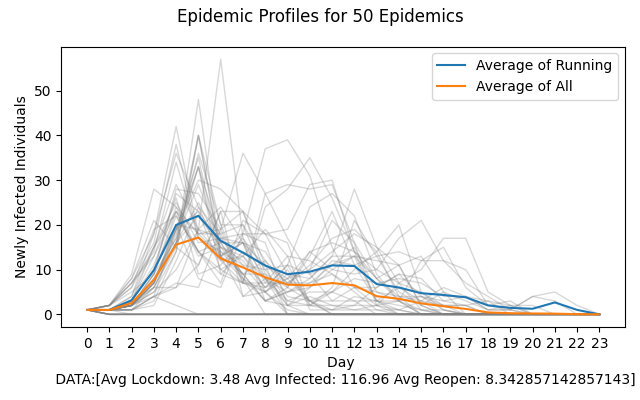 Epidemic Profiles for 50 Epidemics
Average of Running
Average of All
Newly Infected Individuals
50
40
30
20
10
0
0 1 2 3 4 5 6 7 8 9 10 11 12 13 14 15 16 17 18 19 20 21 22 23
Day
DATA:[Avg Lockdown: 3.48 Avg Infected: 116.96 Avg Reopen: 8.342857142857143]